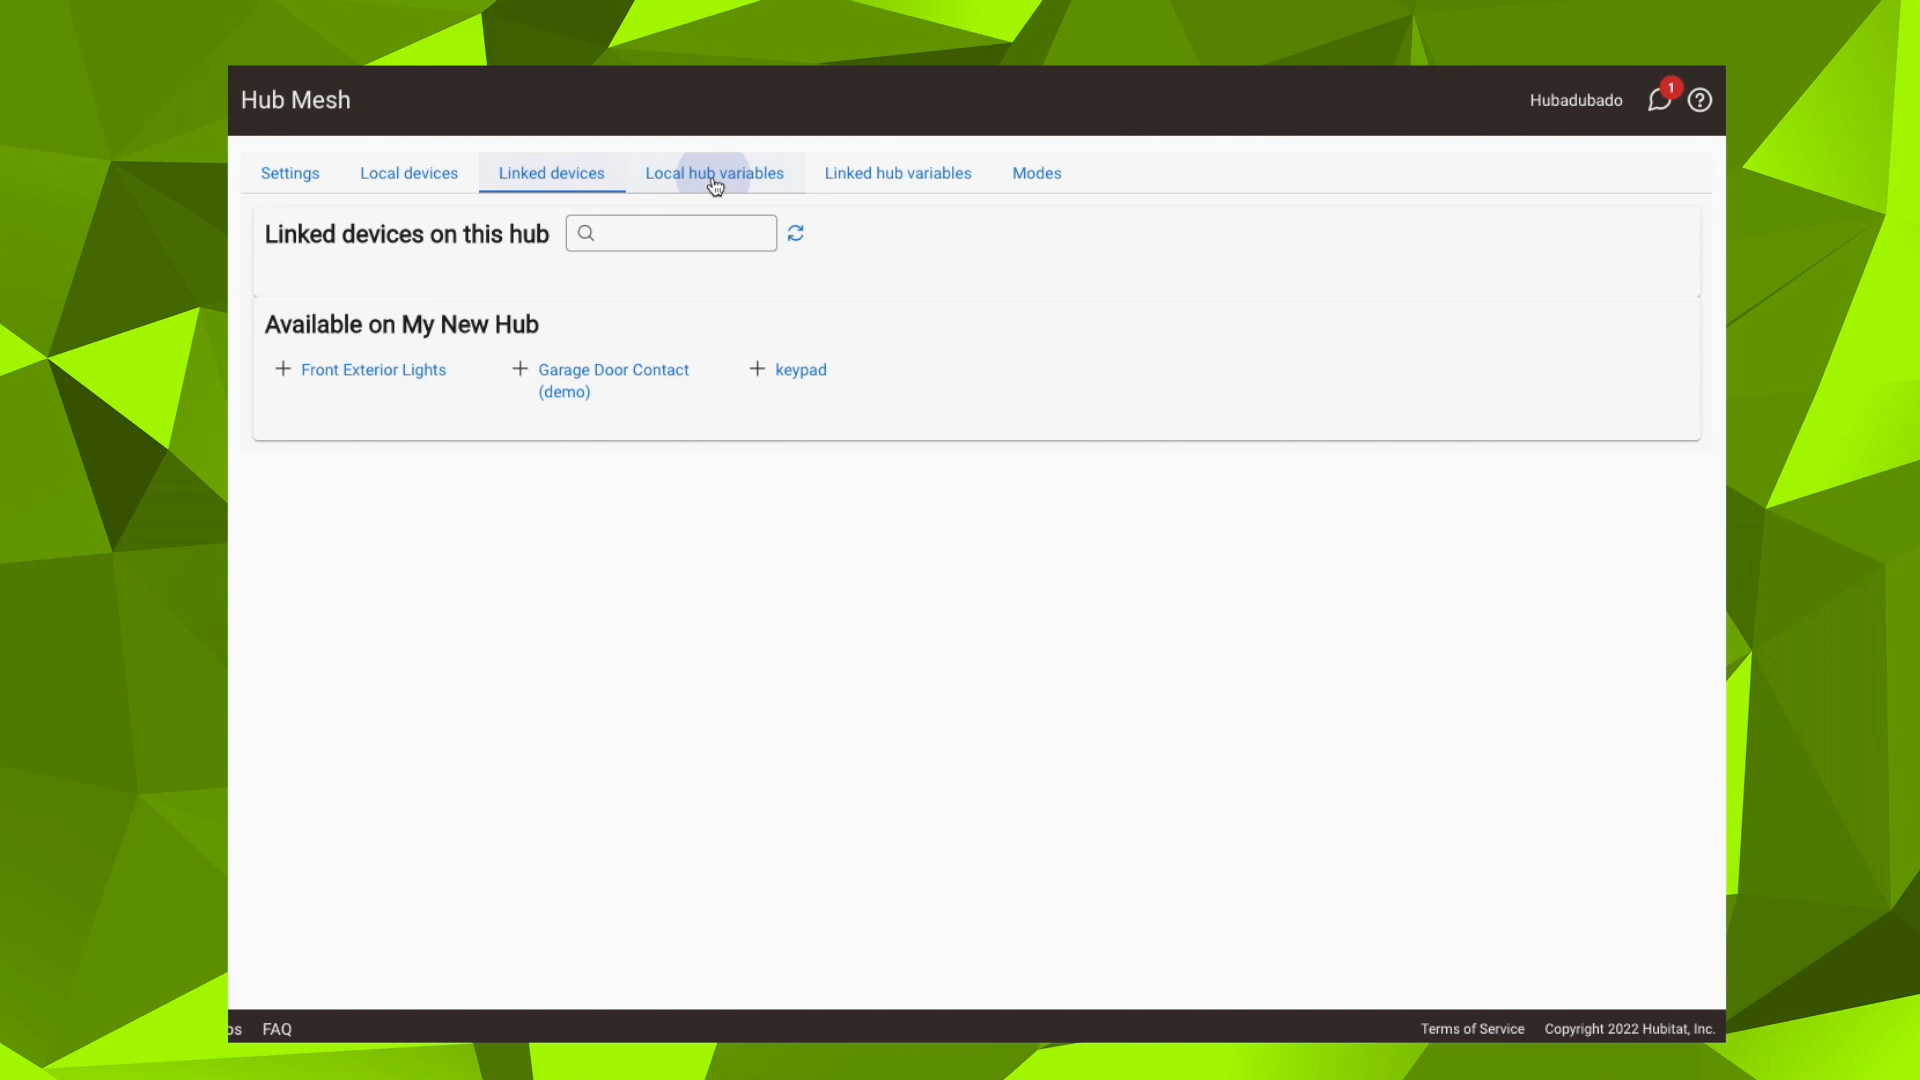 Hub Mesh
Hubadubado
1
Settings
Local devices
Linked devices
Local hub variables
Linked hub variables
Modes
Linked devices on this hub
Available on My New Hub
Front Exterior Lights
Garage Door Contact
(demo)
keypad
FAQ
Terms of Service
Copyright 2022 Hubitat, Inc.